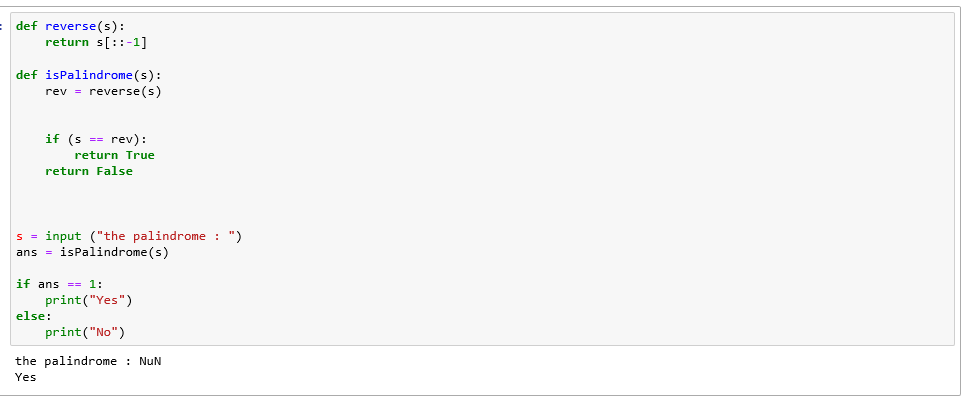 def reverse(s):
    return s[::-1]
def isPalindrome(s):
    rev = reverse(s)
    if (s == rev):
        return True
    return False
s = input ("the palindrome : ")
ans = isPalindrome(s)
if ans == 1:
    print("Yes")
else:
    print("No")
the palindrome : NuN
Yes